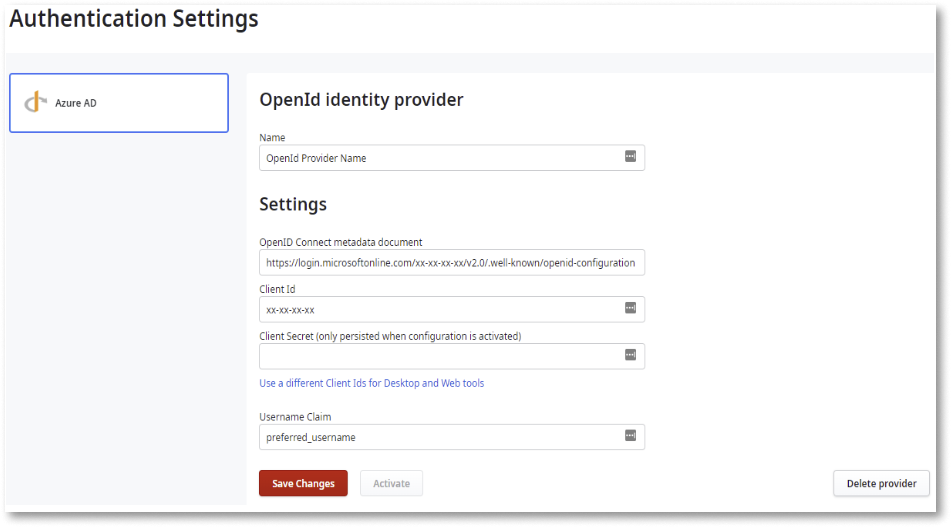 Authentication Settings
Azure AD
OpenId identity provider
Name
OpenId Provider Name
Settings
OpenID Connect metadata document
https://login.microsoftonline.com/xx-xx-xx-xx/v2.0/.well-known/openid-configuration
Client Id
xx-xx-xx-xx
Client Secret (only persisted when configuration is activated)
Use a different Client Ids for Desktop and Web tools
Username Claim
preferred_username
Save Changes
Activate
Delete provider